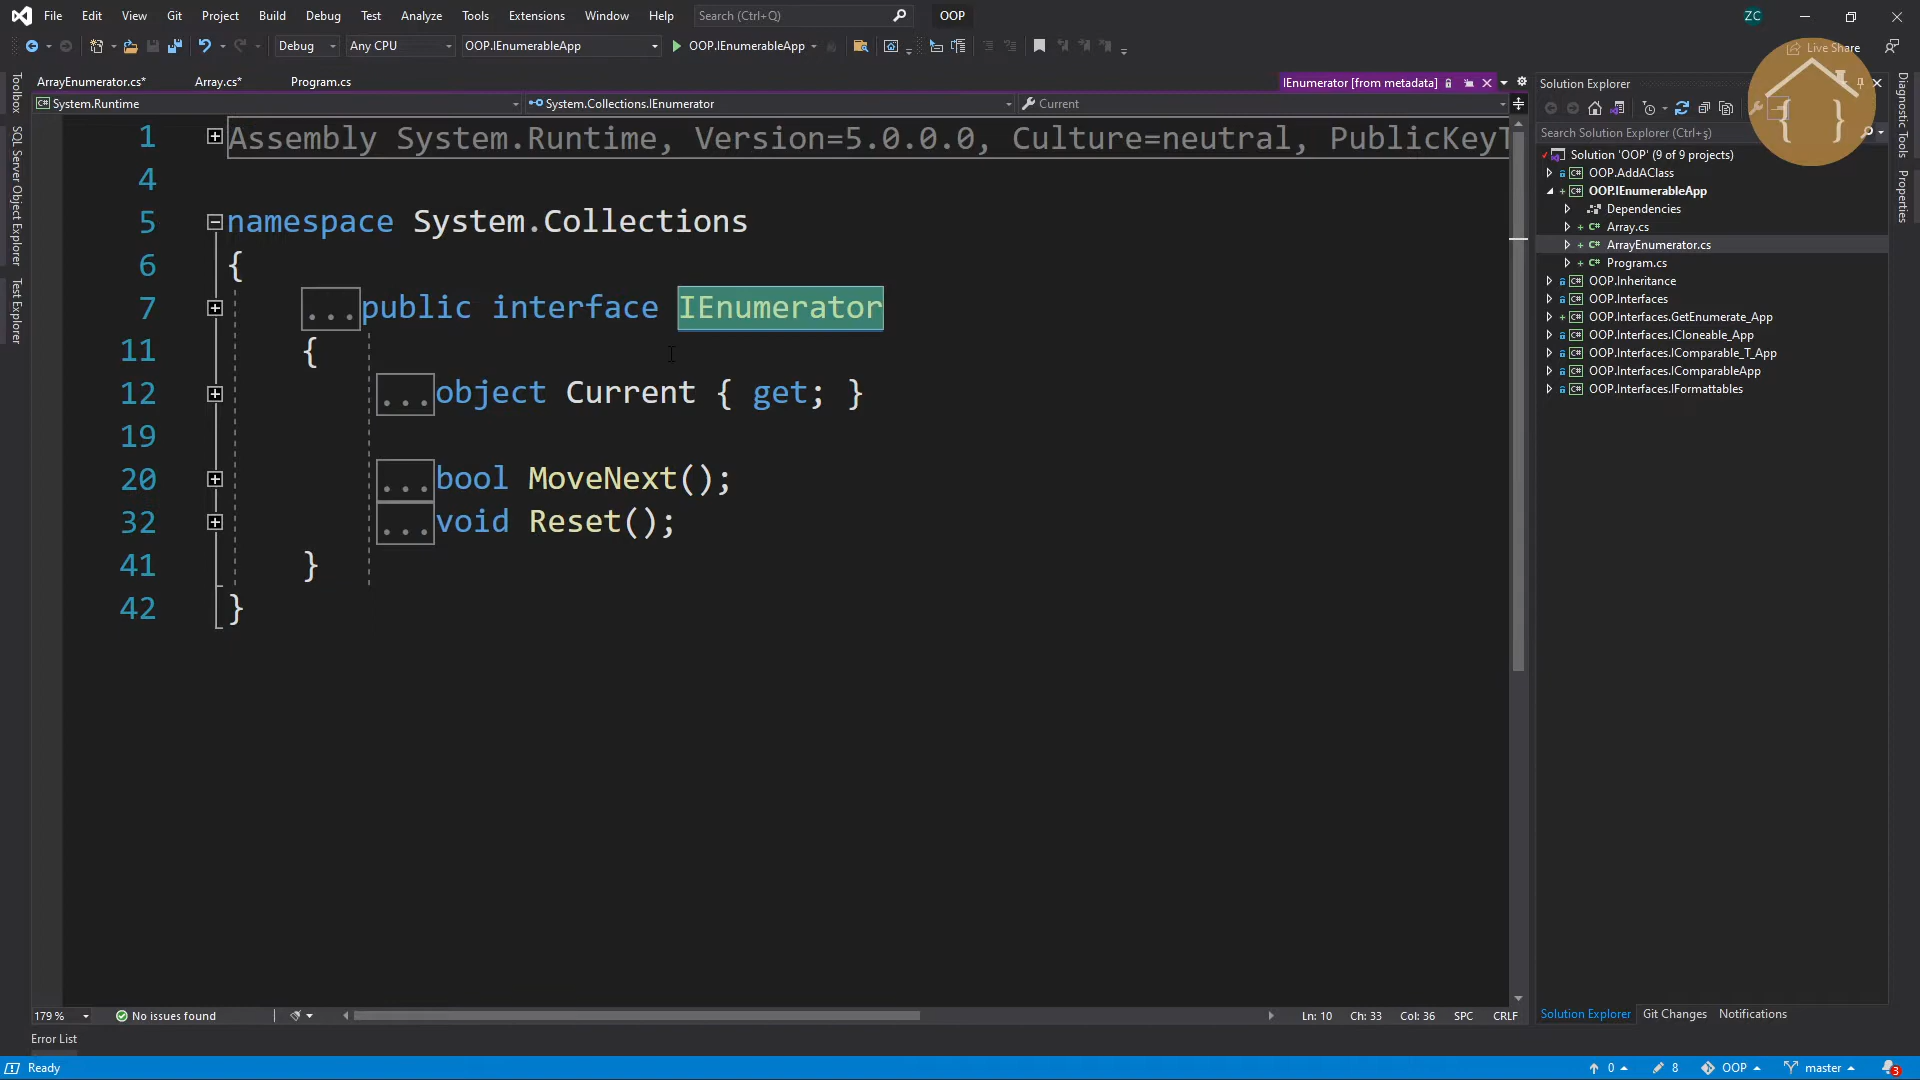 File Edit View Git Project Build Debug Test Analyze Tools Extensions Window Help Search (Ctrl+Q) OOP ZC
Debug Any CPU OOP.IEnumerableApp OOP.IEnumerableApp Live Share
ArrayEnumerator.cs* Array.cs* Program.cs IEnumerator [from metadata]
System.Runtime System.Collections.IEnumerator Current
Toolbox
SQL Server Object Explorer
Test Explorer
1 Assembly System.Runtime, Version=5.0.0.0, Culture=neutral, PublicKeyT
4
5 namespace System.Collections
6 {
7 ...public interface IEnumerator
11 {
12 ...object Current { get; }
19
20 ...bool MoveNext();
32 ...void Reset();
41 }
42 }
179 % No issues found Ln: 10 Ch: 33 Col: 36 SPC CRLF
Error List
Solution Explorer
Search Solution Explorer (Ctrl+ş)
Solution 'OOP' (9 of 9 projects)
OOP.AddAClass
OOP.IEnumerableApp
Dependencies
Array.cs
ArrayEnumerator.cs
Program.cs
OOP.Inheritance
OOP.Interfaces
OOP.Interfaces.GetEnumerate_App
OOP.Interfaces.ICloneable_App
OOP.Interfaces.IComparable_T_App
OOP.Interfaces.IComparableApp
OOP.Interfaces.IFormattables
Solution Explorer Git Changes Notifications
Diagnostic Tools
Properties
Ready 0 8 OOP master 3